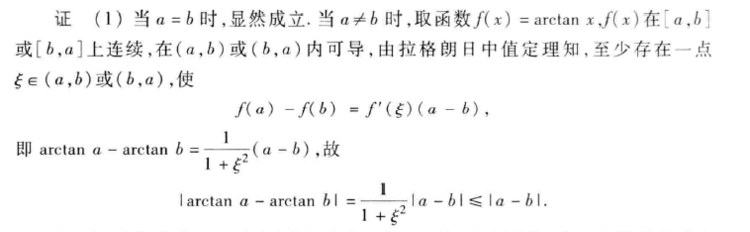 证 (1) 当 a = b 时,显然成立. 当 a ≠ b 时,取函数 f(x) = arctan x, f(x) 在 [a,b]
或 [b,a] 上连续,在 (a,b) 或 (b,a) 内可导,由拉格朗日中值定理知,至少存在一点
ξ ∈ (a,b) 或 (b,a),使
f(a) - f(b) = f′(ξ)(a - b),
即 arctan a - arctan b = \frac{1}{1 + ξ²}(a - b),故
|arctan a - arctan b| = \frac{1}{1 + ξ²}|a - b| ≤ |a - b|.